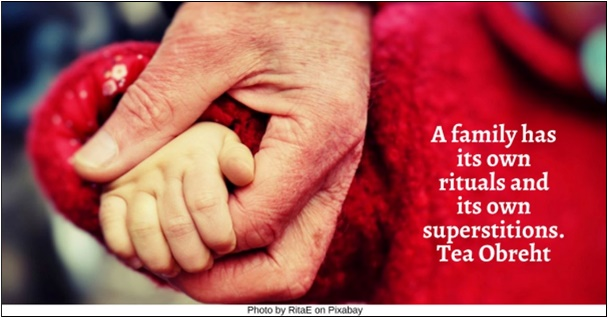 A family has
its own
rituals and
its own
superstitions.
Tea Obreht
Photo by RitaE on Pixabay